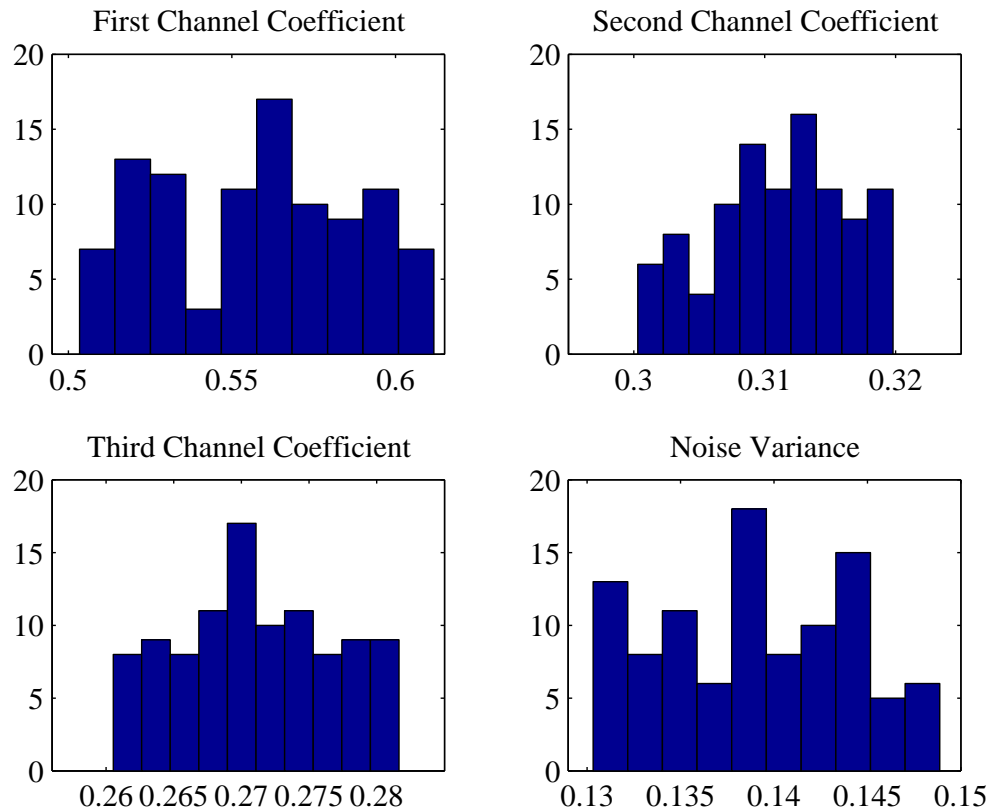 First Channel Coefficient
20
15
10
5
0
0.5 0.55 0.6
Second Channel Coefficient
20
15
10
5
0
0.3 0.31 0.32
Third Channel Coefficient
20
15
10
5
0
0.26 0.265 0.27 0.275 0.28
Noise Variance
20
15
10
5
0
0.13 0.135 0.14 0.145 0.15